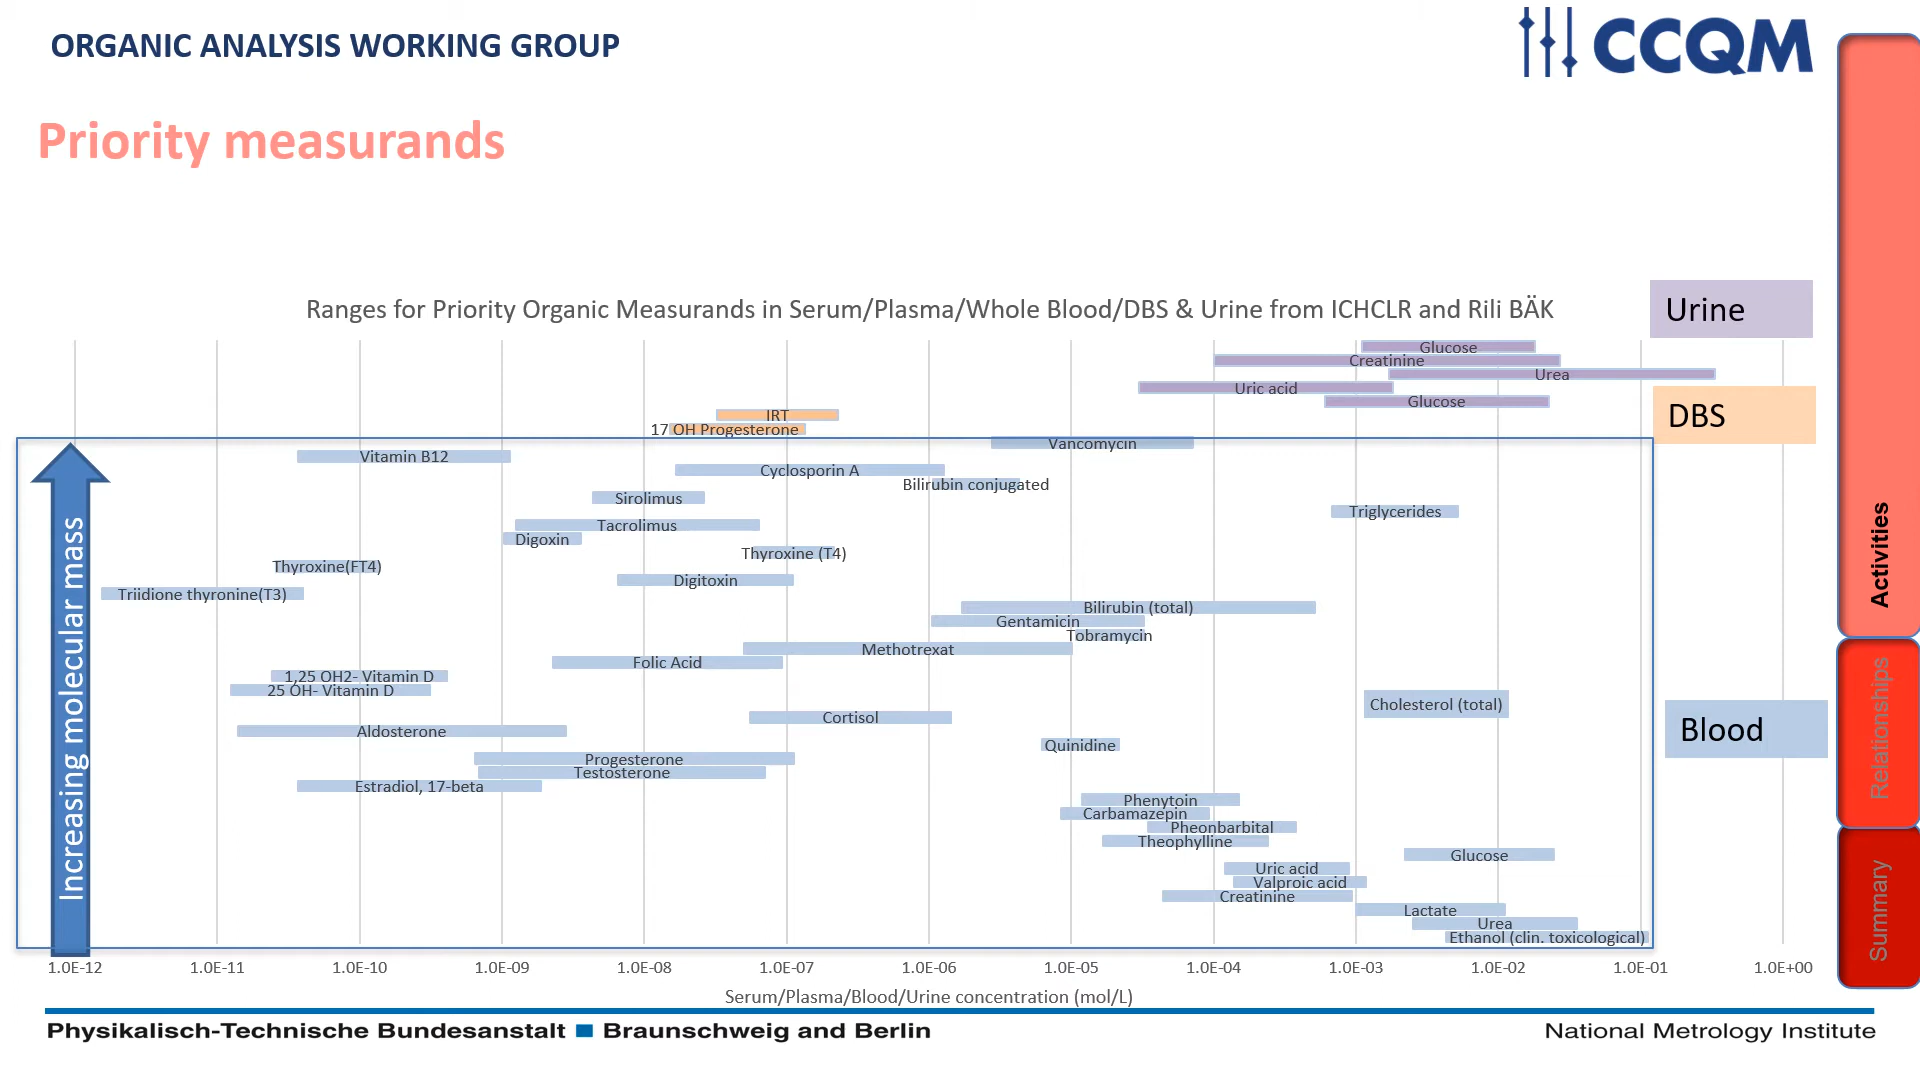 ORGANIC ANALYSIS WORKING GROUP
CCQM
Priority measurands
Ranges for Priority Organic Measurands in Serum/Plasma/Whole Blood/DBS & Urine from ICHCLR and Rili BÄK
Urine
Glucose
Creatinine
Urea
Uric acid
Glucose
DBS
IRT
17 OH Progesterone
Vancomycin
Vitamin B12
Cyclosporin A
Bilirubin conjugated
Sirolimus
Triglycerides
Tacrolimus
Digoxin
Thyroxine (T4)
Thyroxine(FT4)
Digitoxin
Triidione thyronine(T3)
Bilirubin (total)
Gentamicin
Tobramycin
Methotrexat
Folic Acid
1,25 OH2- Vitamin D
25 OH- Vitamin D
Cholesterol (total)
Cortisol
Aldosterone
Blood
Quinidine
Progesterone
Testosterone
Estradiol, 17-beta
Phenytoin
Carbamazepin
Pheonbarbital
Theophylline
Glucose
Uric acid
Valproic acid
Creatinine
Lactate
Urea
Ethanol (clin. toxicological)
Increasing molecular mass
1.0E-12 1.0E-11 1.0E-10 1.0E-09 1.0E-08 1.0E-07 1.0E-06 1.0E-05 1.0E-04 1.0E-03 1.0E-02 1.0E-01 1.0E+00
Serum/Plasma/Blood/Urine concentration (mol/L)
Activities
Relationships
Summary
Physikalisch-Technische Bundesanstalt ■ Braunschweig and Berlin
National Metrology Institute